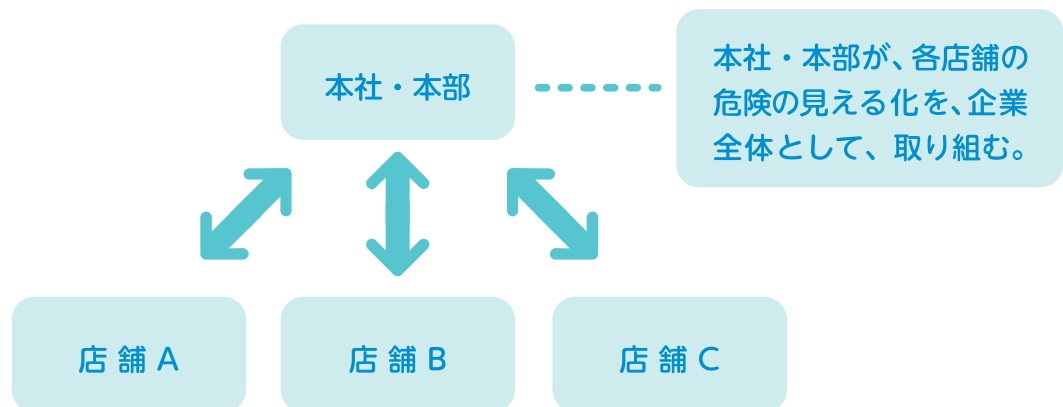 本社・本部
本社・本部が、各店舗の
危険の見える化を、企業
全体として、取り組む。
店舗A
店舗B
店舗C